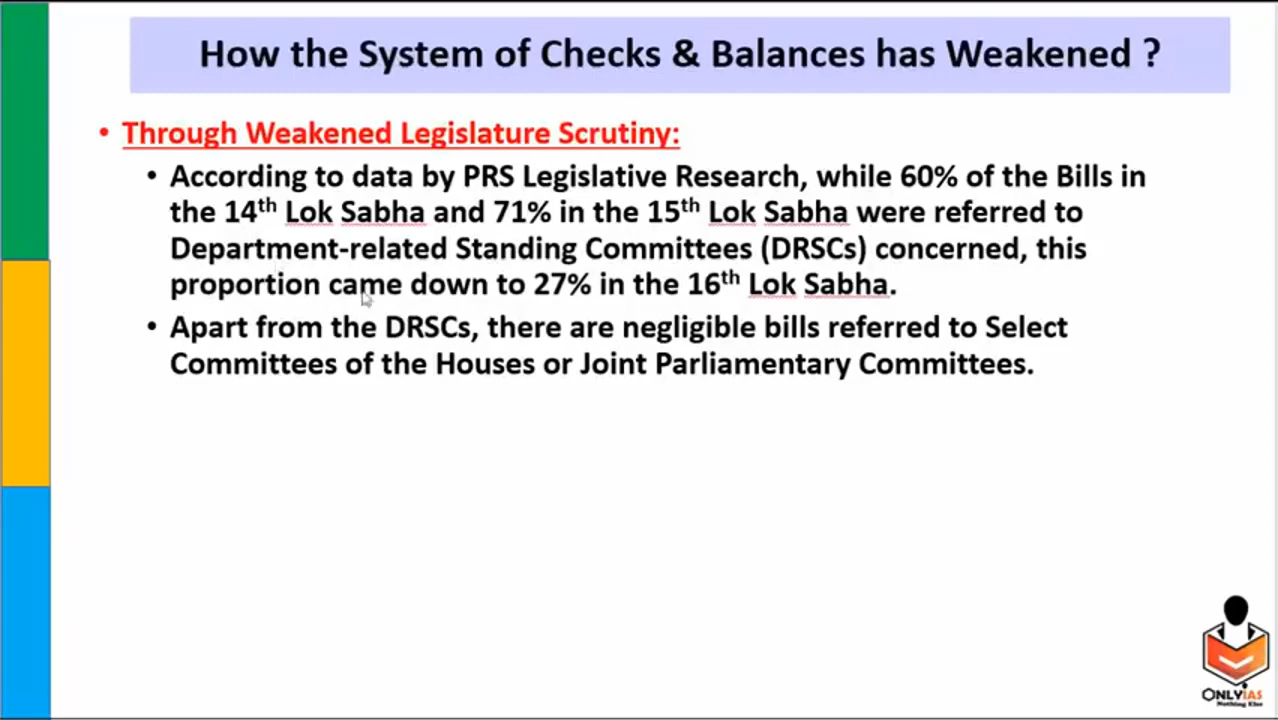 How the System of Checks & Balances has Weakened ?
• Through Weakened Legislature Scrutiny:
• According to data by PRS Legislative Research, while 60% of the Bills in
the 14th Lok Sabha and 71% in the 15th Lok Sabha were referred to
Department-related Standing Committees (DRSCs) concerned, this
proportion came down to 27% in the 16th Lok Sabha.
• Apart from the DRSCs, there are negligible bills referred to Select
Committees of the Houses or Joint Parliamentary Committees.
ONLYIAS
Nothing Else